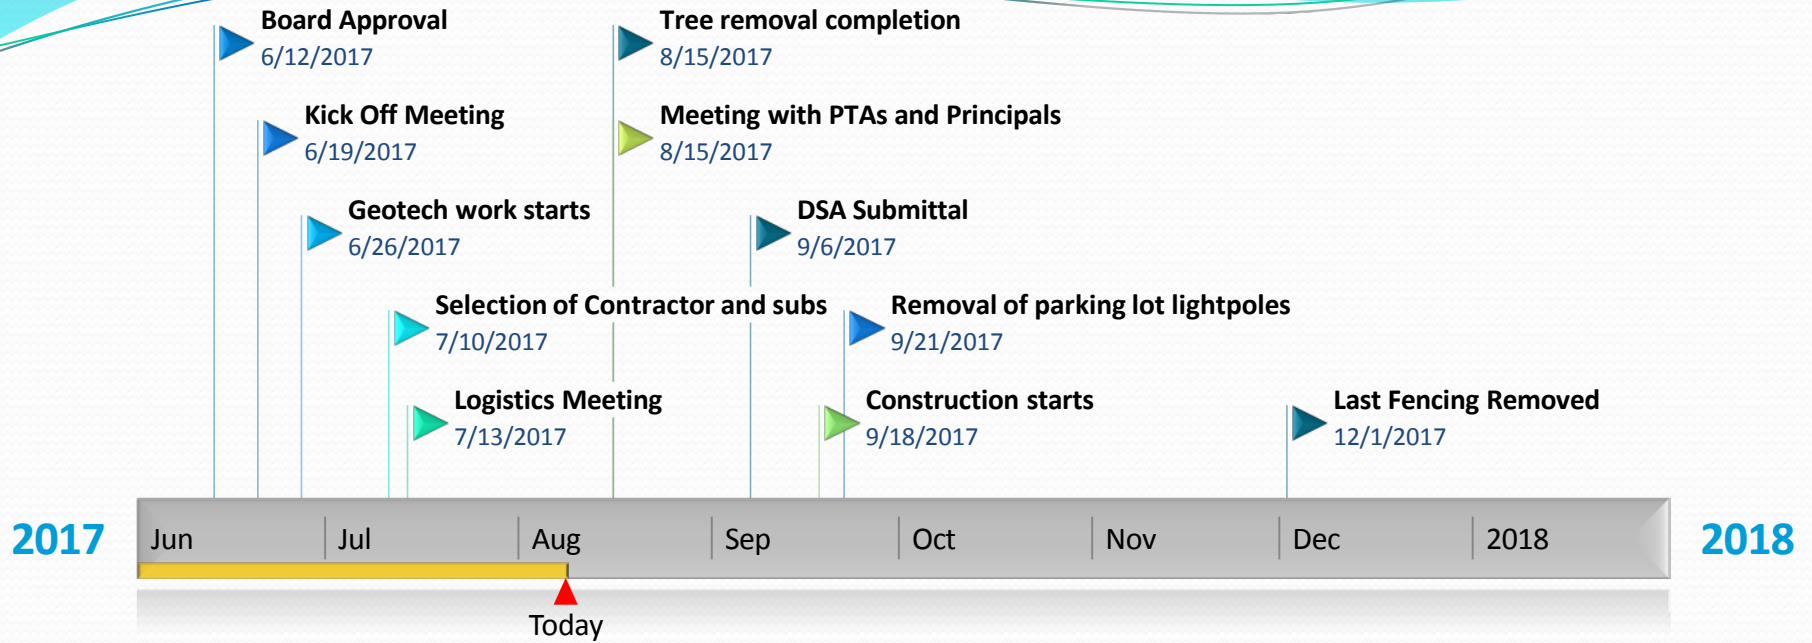 Board Approval
6/12/2017
Tree removal completion
8/15/2017
Kick Off Meeting
6/19/2017
Meeting with PTAs and Principals
8/15/2017
Geotech work starts
6/26/2017
DSA Submittal
9/6/2017
Selection of Contractor and subs
7/10/2017
Removal of parking lot lightpoles
9/21/2017
Logistics Meeting
7/13/2017
Construction starts
9/18/2017
Last Fencing Removed
12/1/2017
2017
Jun
Jul
Aug
Sep
Oct
Nov
Dec
2018
2018
Today